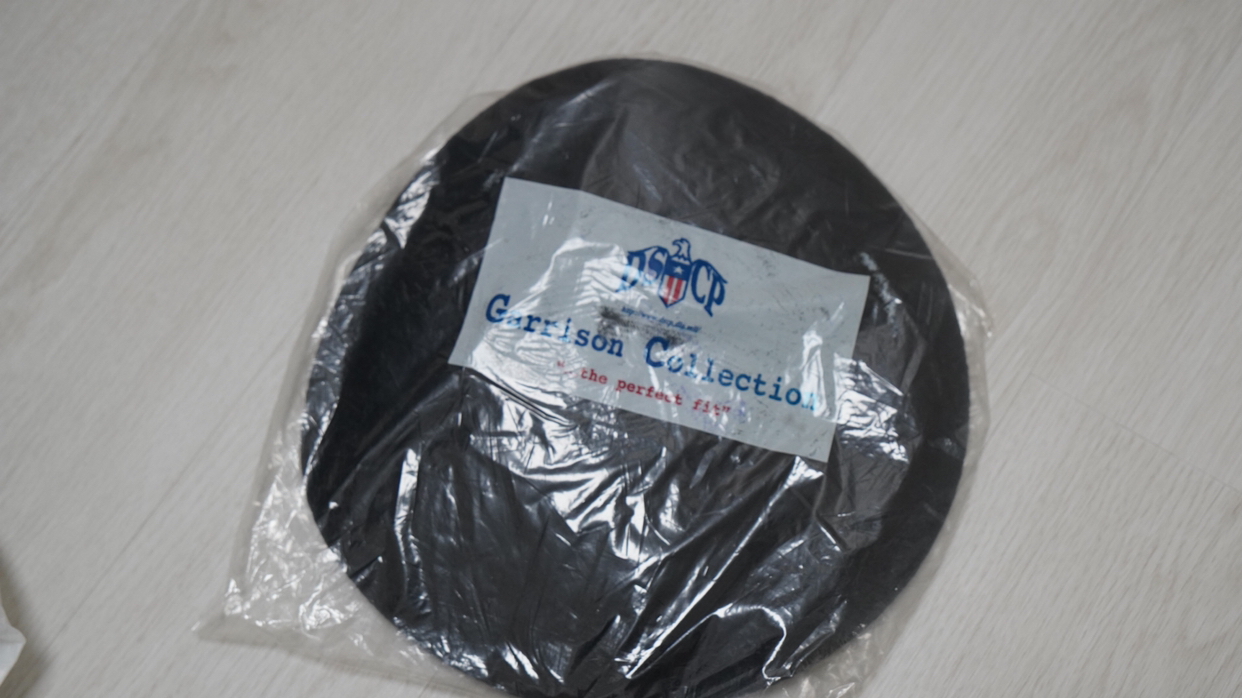 DSCP
Garrison Collection
"...the perfect fit"